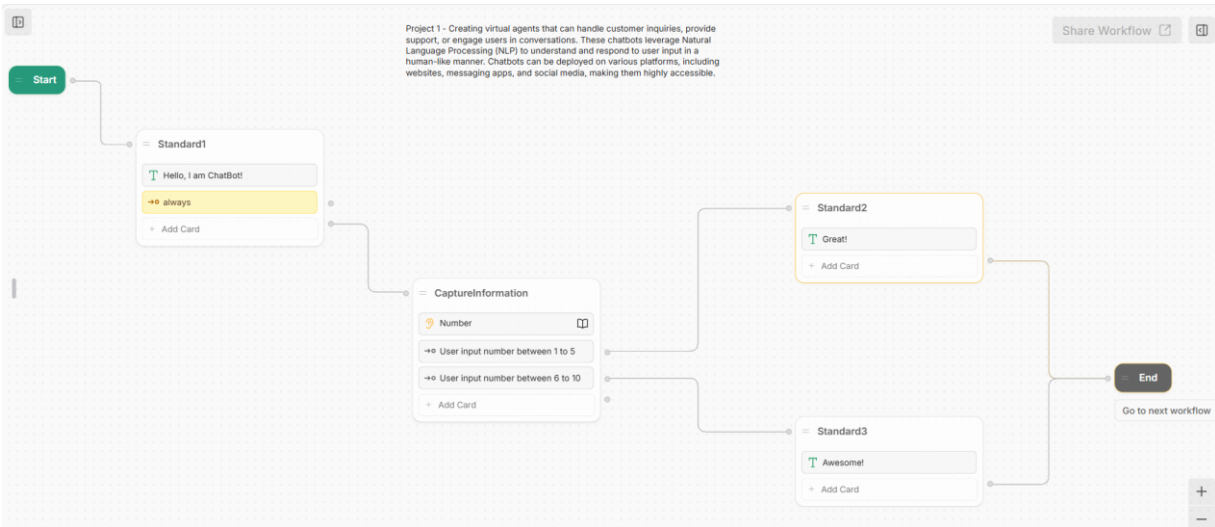 Project 1 - Creating virtual agents that can handle customer inquiries, provide
support, or engage users in conversations. These chatbots leverage Natural
Language Processing (NLP) to understand and respond to user input in a
human-like manner. Chatbots can be deployed on various platforms, including
websites, messaging apps, and social media, making them highly accessible.
Share Workflow
Start
Standard1
Hello, I am ChatBot!
always
+ Add Card
CaptureInformation
Number
User input number between 1 to 5
User input number between 6 to 10
+ Add Card
Standard2
Great!
+ Add Card
Standard3
Awesome!
+ Add Card
End
Go to next workflow